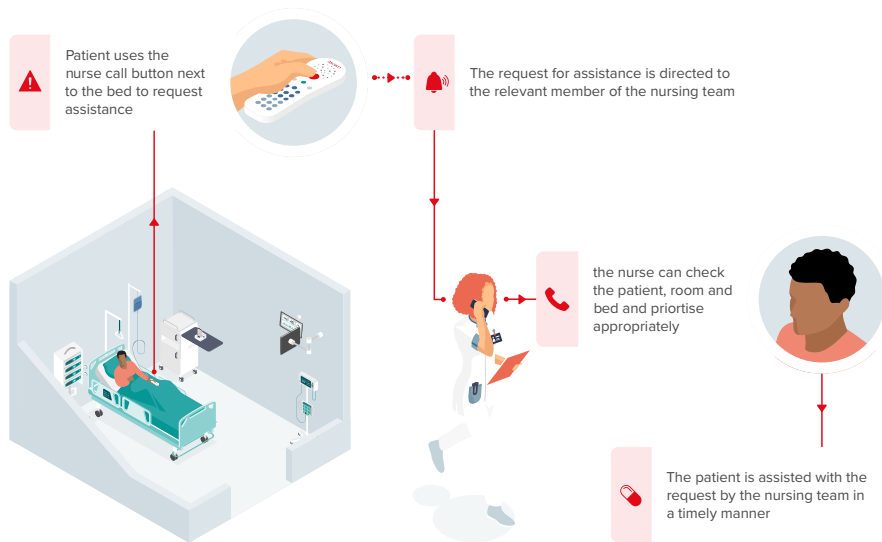 Patient uses the
nurse call button next
to the bed to request
assistance
The request for assistance is directed to
the relevant member of the nursing team
the nurse can check
the patient, room and
bed and priortise
appropriately
The patient is assisted with the
request by the nursing team in
a timely manner